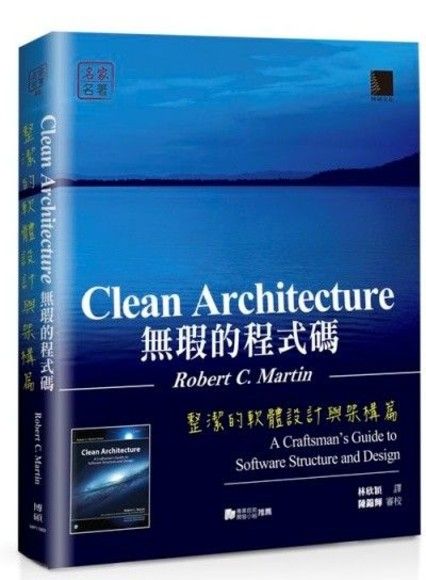 名家
名著
Clean Architecture
無瑕的程式碼
Robert C. Martin
整潔的軟體設計與架構篇
A Craftsman's Guide to
Software Structure and Design
林欣穎 譯
陳錦輝 審校
推薦
Clean Architecture 無瑕的程式碼
整潔的軟體設計與架構篇
Robert C. Martin
博碩
Clean Architecture